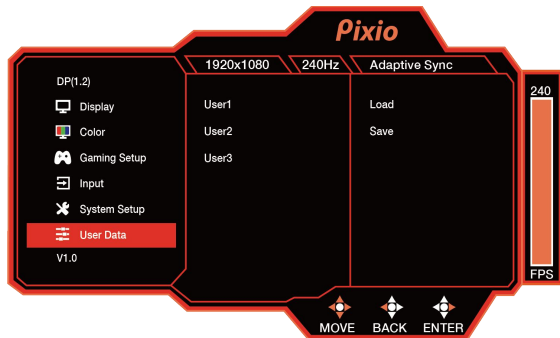 Pixio
1920x1080 240Hz Adaptive Sync
DP(1.2)
Display
Color
Gaming Setup
Input
System Setup
User Data
V1.0
User1
User2
User3
Load
Save
240
FPS
MOVE BACK ENTER